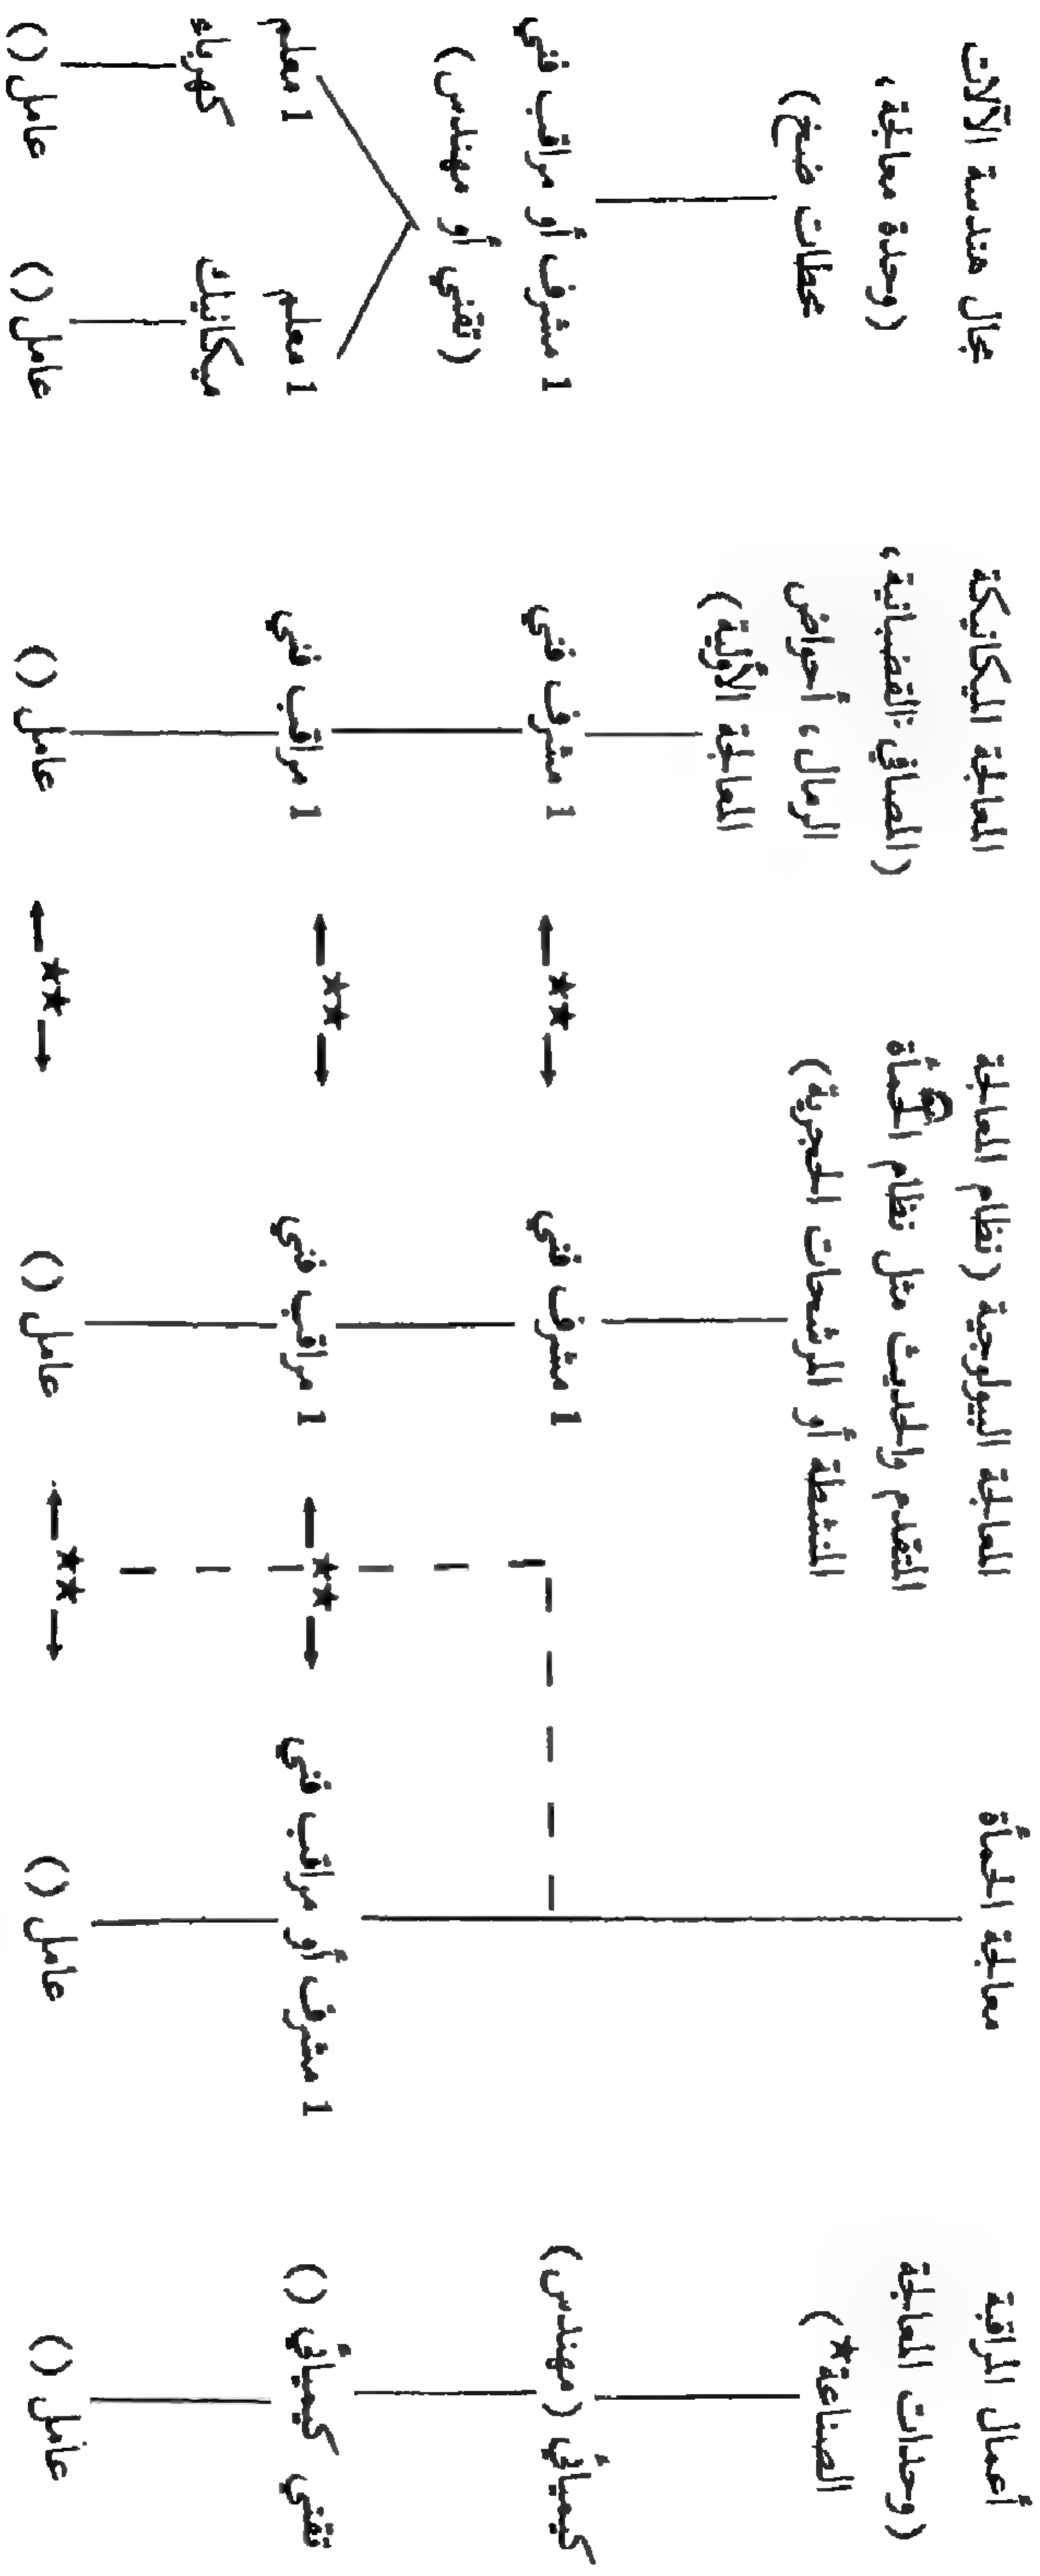 أعمال المراقبة
(وحدات المعالجة
الصناعة*)
كيميائي (مهندس)
تقني كيميائي ()
عامل ()
معالجة الحمأة
1 مشرف أو مراقب فني
عامل ()
**
**
المعالجة البيولوجية (نظام المعالجة
المتقدم والحديث مثل نظام الحمأة
المنشطة أو المرشحات الحجرية)
1 مشرف فني
1 مراقب فني
عامل ()
**
**
**
المعالجة الميكانيكة
(المصافي القضبانية،
الرمال، أحواض
المعالجة الأولية)
1 مشرف فني
1 مراقب فني
عامل ()
مجال هندسة الآلات
(وحدة معالجة،
محطات ضخ)
1 مشرف أو مراقب فني
(تقني أو مهندس)
1 معلم
ميكانيك
عامل ()
1 معلم
كهرباء
عامل ()